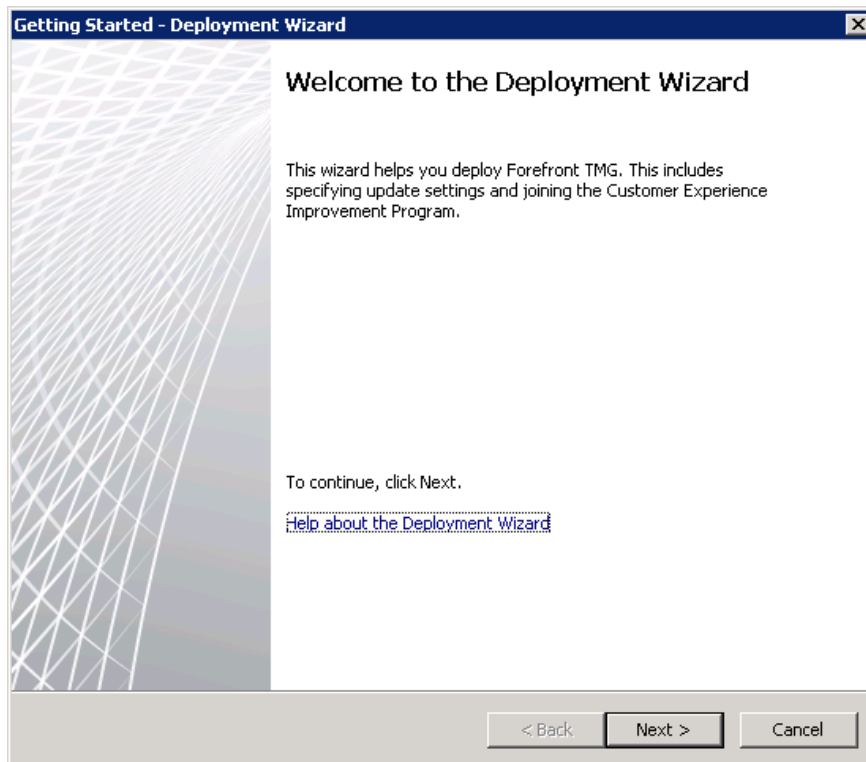 Getting Started - Deployment Wizard
Welcome to the Deployment Wizard
This wizard helps you deploy Forefront TMG. This includes
specifying update settings and joining the Customer Experience
Improvement Program.
To continue, click Next.
Help about the Deployment Wizard
< Back
Next >
Cancel